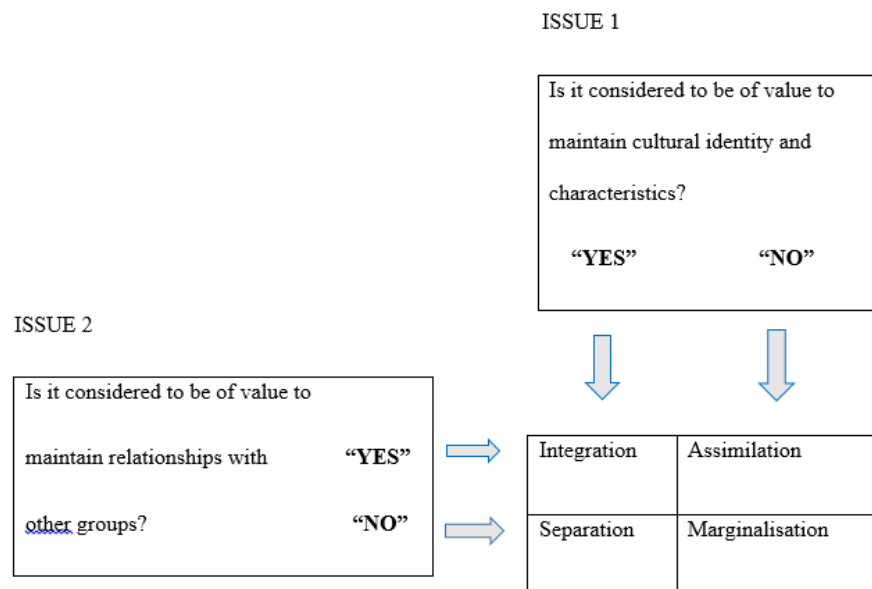 ISSUE 1
Is it considered to be of value to
maintain cultural identity and
characteristics?
“YES” “NO”
ISSUE 2
Is it considered to be of value to
maintain relationships with “YES”
other groups? “NO”
Integration Assimilation
Separation Marginalisation